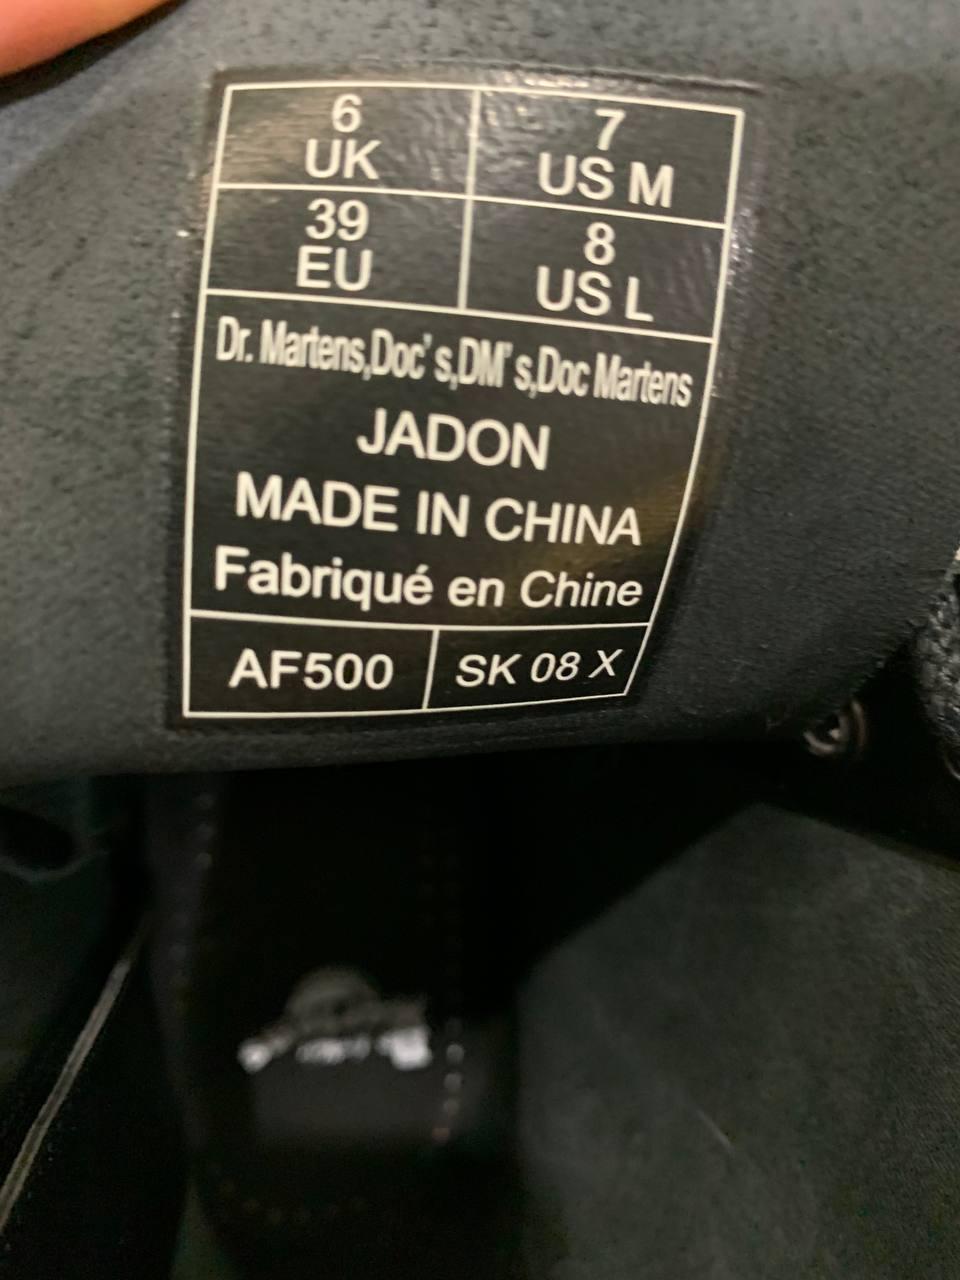 6
UK
7
US M
39
EU
8
US L
Dr. Martens,Doc's,DM's,Doc Martens
JADON
MADE IN CHINA
Fabriqué en Chine
AF500
SK 08 X